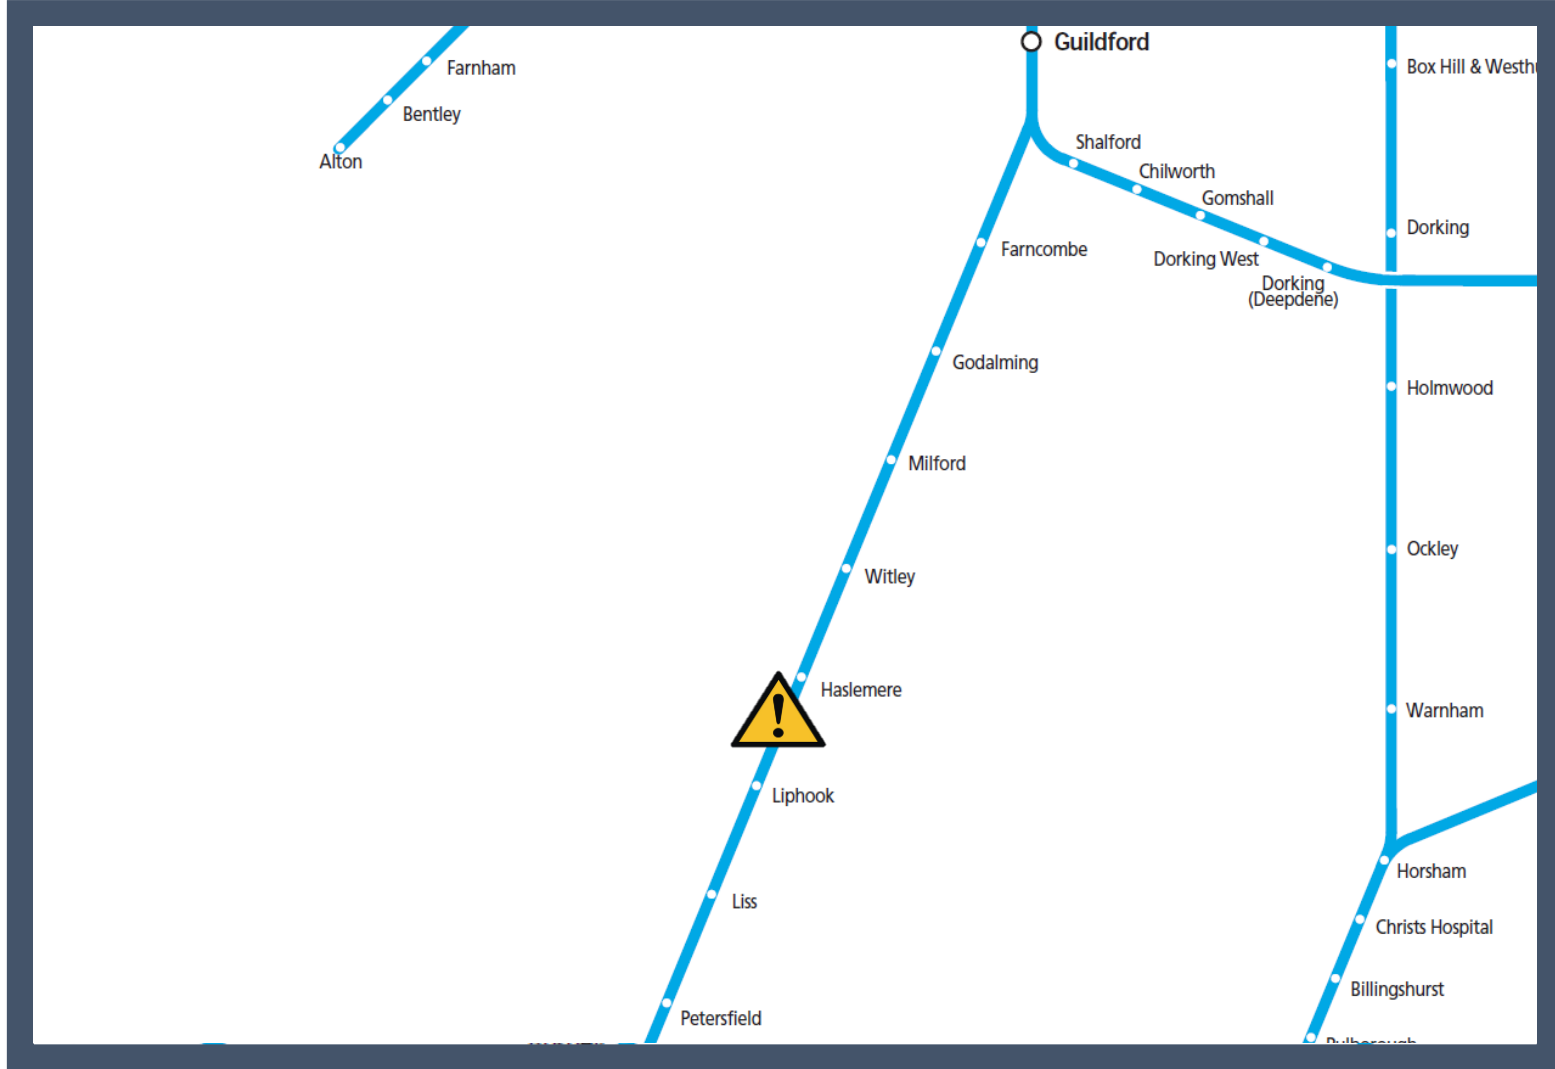 Guildford
Farnham
Box Hill &
Bentley
Alton
Shalford
Chilworth
Gomshall
Dorking
Farncombe
Dorking West
Dorking
(Deepdene)
Godalming
Holmwood
Milford
Ockley
Witley
Haslemere
Warnham
!
Liphook
Horsham
Liss
Christs Hospital
Billingshurst
Petersfield